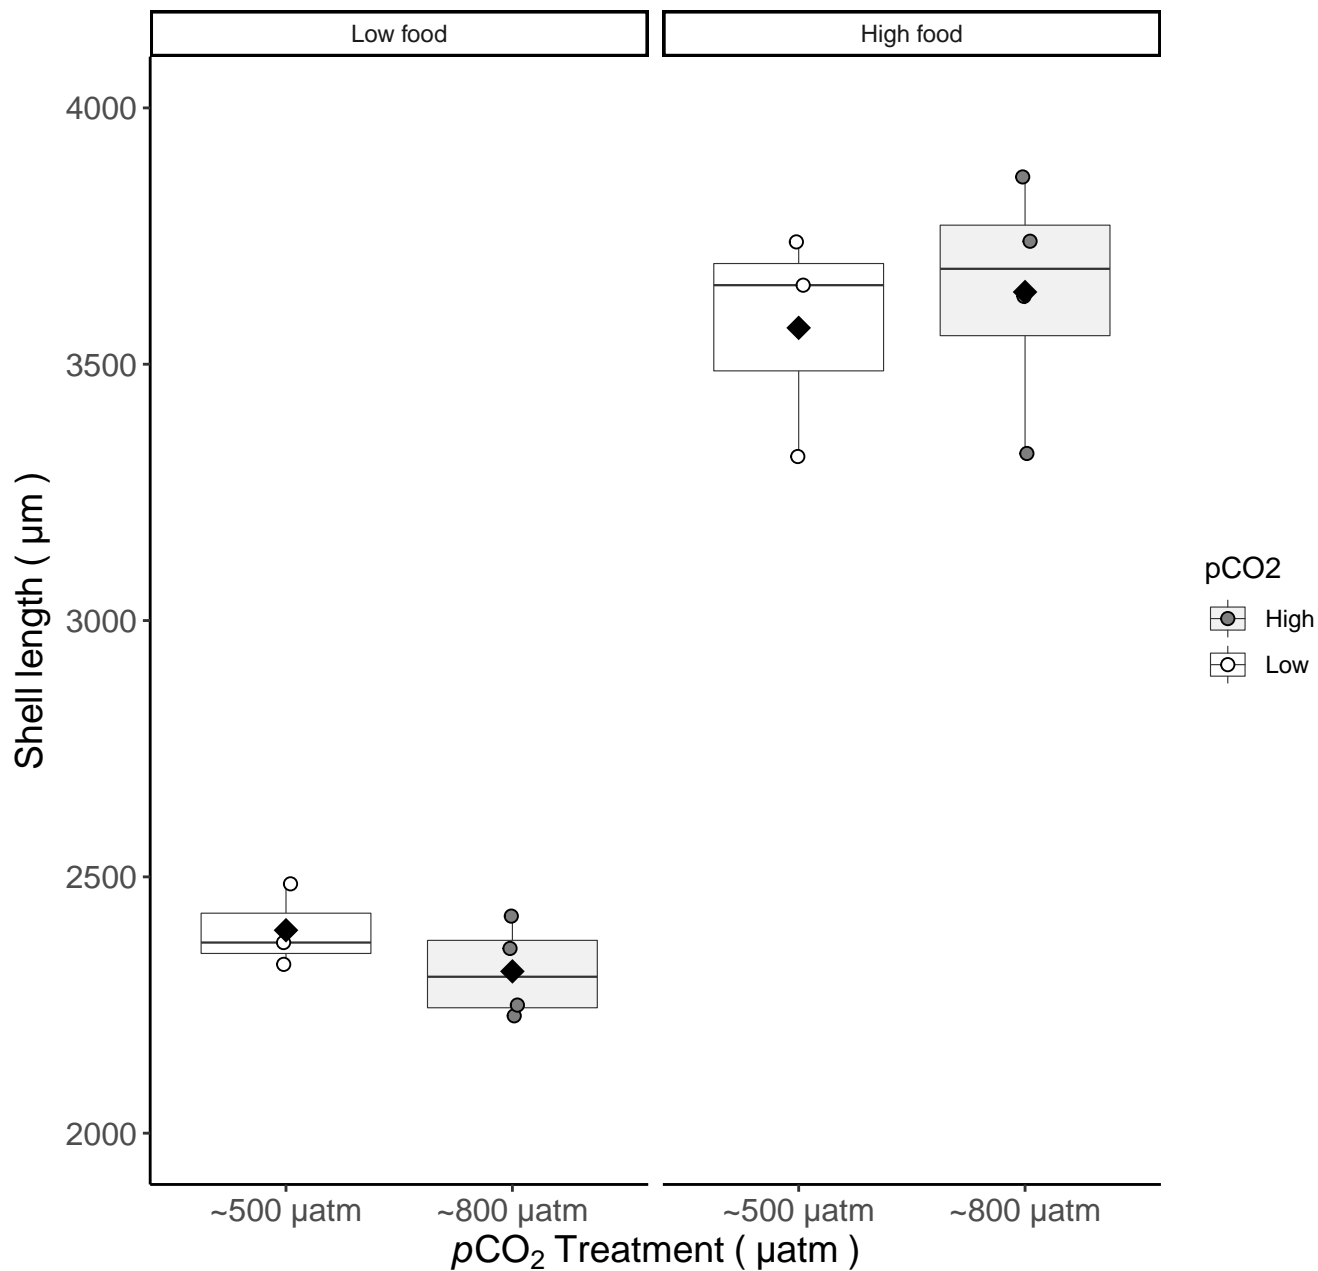 Low food
High food
4000
3500
3000
2500
2000
Shell length ( µm )
~500 µatm
~800 µatm
~500 µatm
~800 µatm
pCO₂ Treatment ( µatm )
pCO2
High
Low